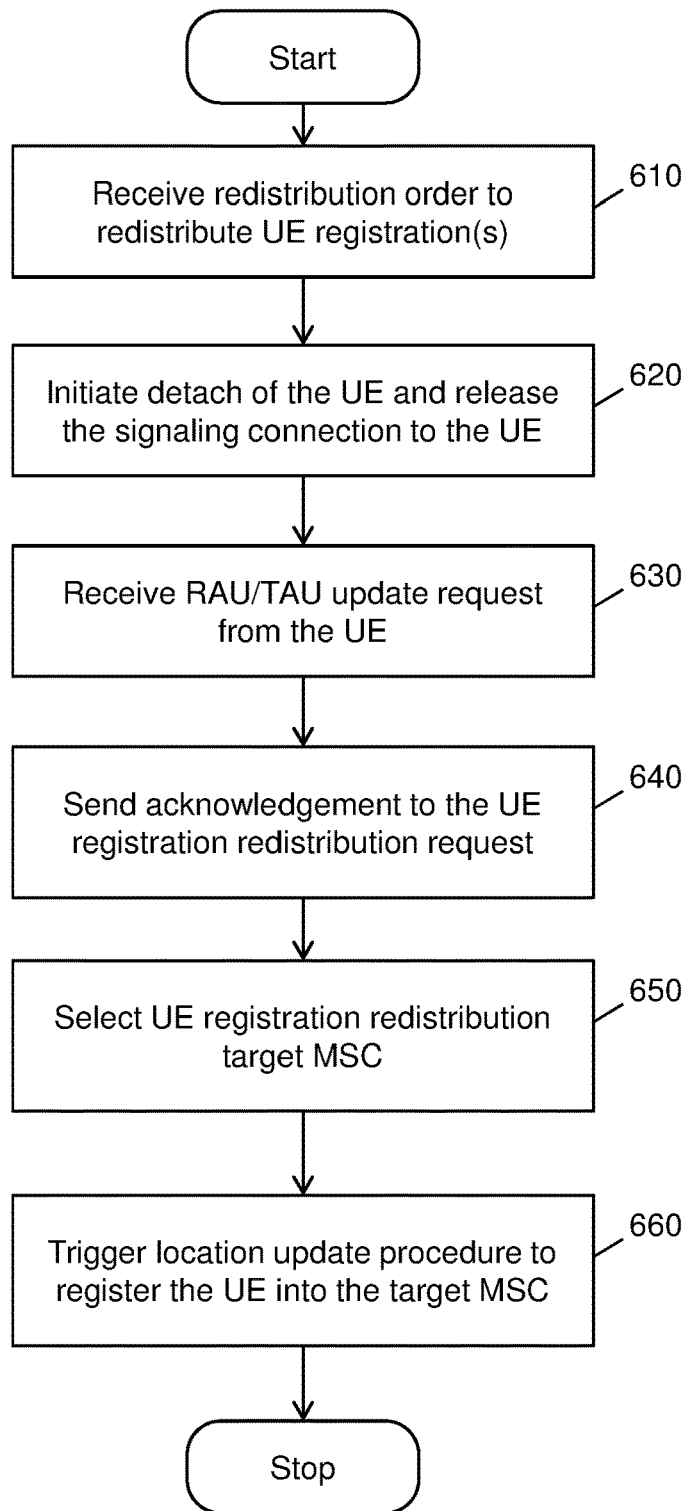 Start
Receive redistribution order to
redistribute UE registration(s)
610
Initiate detach of the UE and release
the signaling connection to the UE
620
Receive RAU/TAU update request
from the UE
630
Send acknowledgement to the UE
registration redistribution request
640
Select UE registration redistribution
target MSC
650
Trigger location update procedure to
register the UE into the target MSC
660
Stop